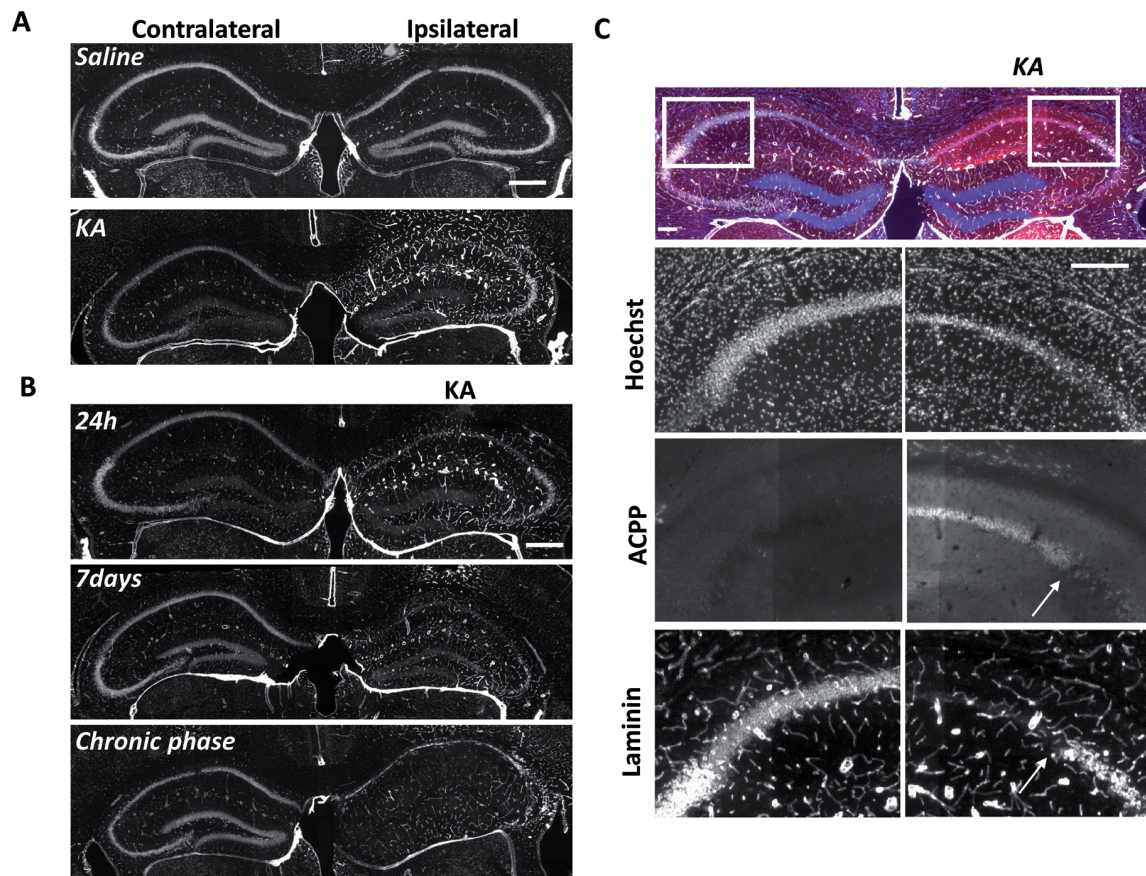 A
Contralateral Ipsilateral
Saline
KA
B
KA
24h
7days
Chronic phase
C
KA
Hoechst
ACPP
Laminin